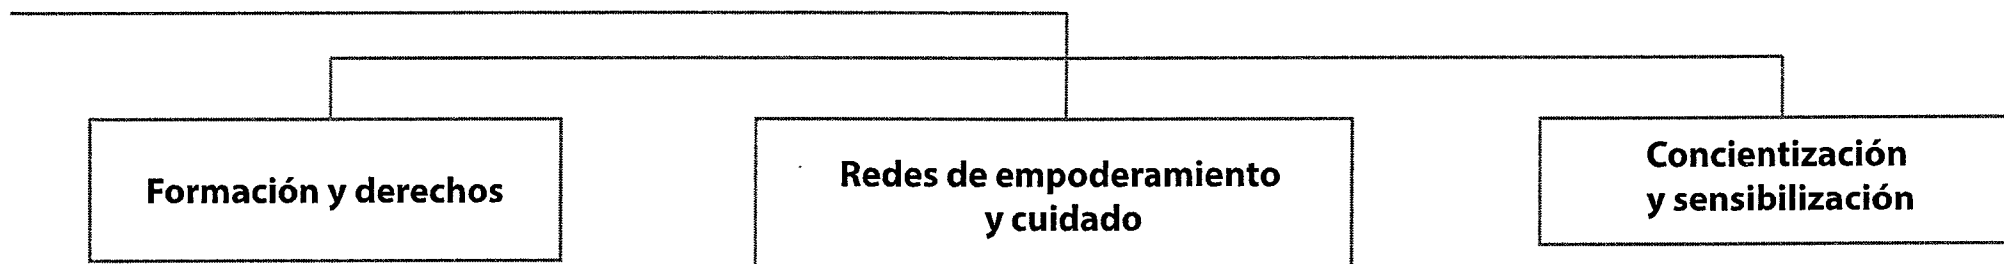 Formación y derechos
Redes de empoderamiento
y cuidado
Concientización
y sensibilización